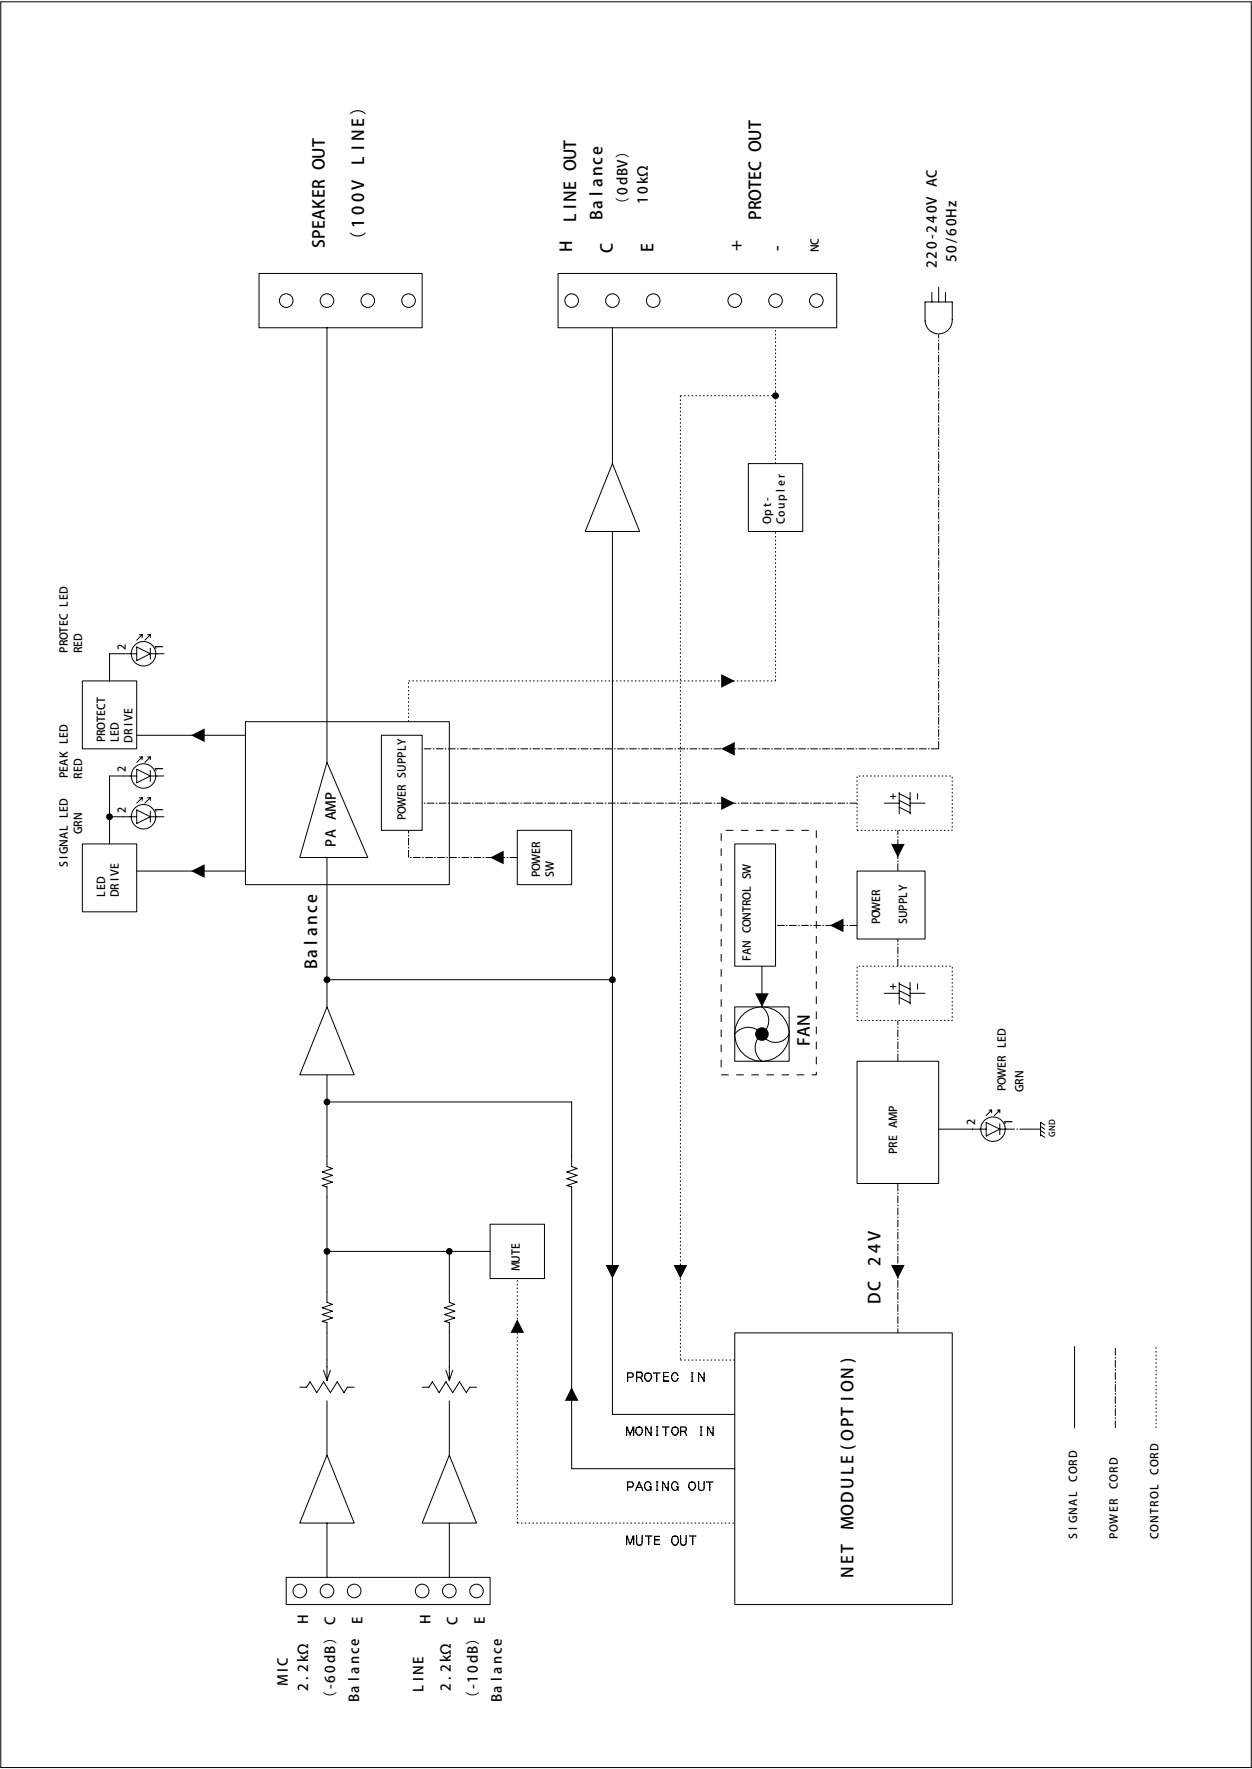 MIC
2.2kΩ
(-60dB)
Balance
H
C
E
LINE
2.2kΩ
(-10dB)
Balance
H
C
E
MUTE
Balance
PA AMP
POWER SUPPLY
POWER
SW
LED
DRIVE
SIGNAL LED
GRN
2
1
PEAK LED
RED
2
1
PROTECT
LED
DRIVE
PROTEC LED
RED
2
1
SPEAKER OUT
(100V LINE)
H
C
E
LINE OUT
Balance
(0dBV)
10kΩ
+
-
NC
PROTEC OUT
Opt-
Coupler
220-240V AC
50/60Hz
FAN CONTROL SW
FAN
+
-
POWER
SUPPLY
+
-
PRE AMP
2
1
POWER LED
GRN
GND
DC 24V
PROTEC IN
MONITOR IN
PAGING OUT
MUTE OUT
NET MODULE(OPTION)
SIGNAL CORD
POWER CORD
CONTROL CORD